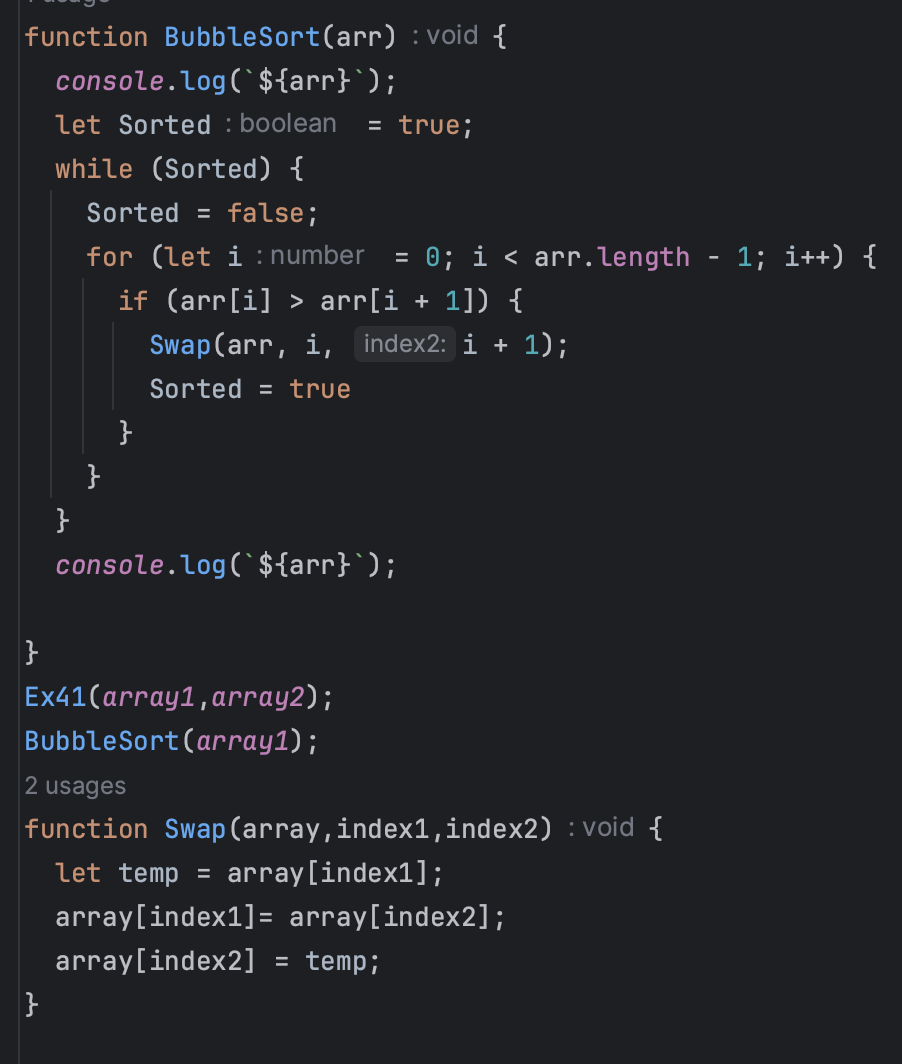 usage
function BubbleSort(arr) : void {
console.log(`${arr}`);
let Sorted : boolean = true;
while (Sorted) {
Sorted = false;
for (let i : number = 0; i < arr.length - 1; i++) {
if (arr[i] > arr[i + 1]) {
Swap(arr, i, index2: i + 1);
Sorted = true
}
}
}
console.log(`${arr}`);
}
Ex41(array1,array2);
BubbleSort(array1);
2 usages
function Swap(array,index1,index2) : void {
let temp = array[index1];
array[index1]= array[index2];
array[index2] = temp;
}